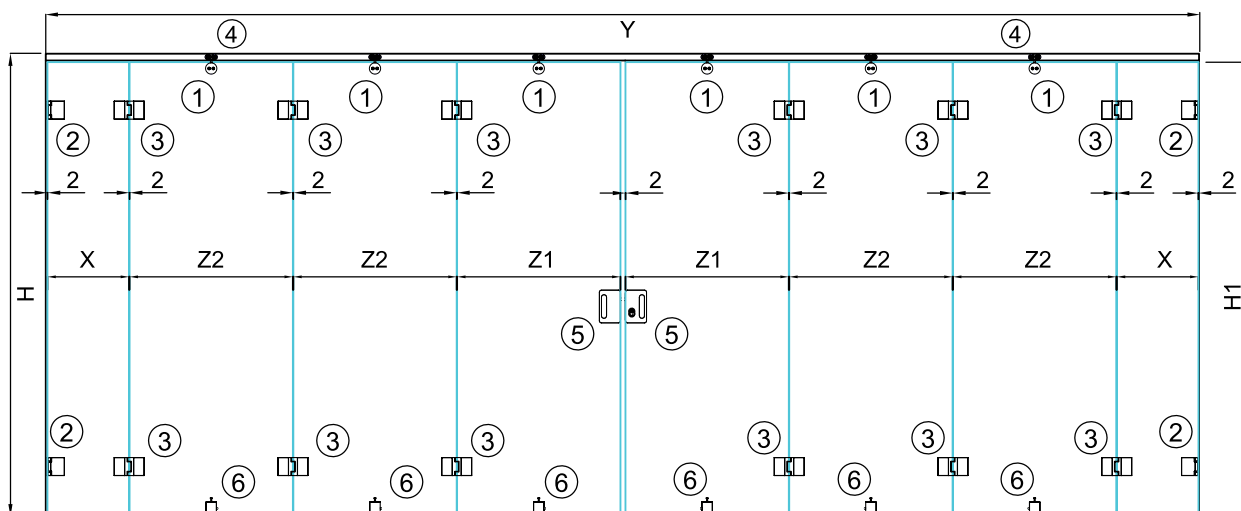 Y
4 4
1 1 1 1 1 1
2 3 3 3 3 3 3 2
2 2 2 2 2 2 2 2 2
X Z2 Z2 Z1 Z1 Z2 Z2 X
H H1
5 5
2 3 3 3 3 3 3 2
6 6 6 6 6 6